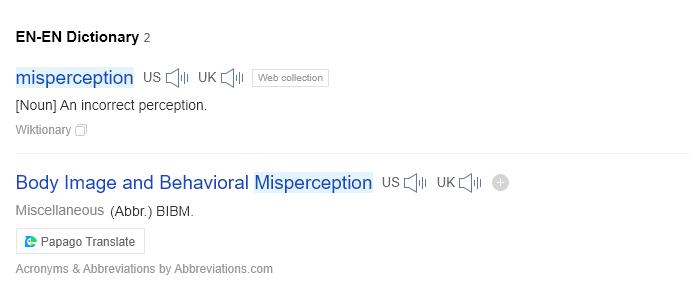 EN-EN Dictionary 2
misperception US UK Web collection
[Noun] An incorrect perception.
Wiktionary
Body Image and Behavioral Misperception US UK
Miscellaneous (Abbr.) BIBM.
Papago Translate
Acronyms & Abbreviations by Abbreviations.com